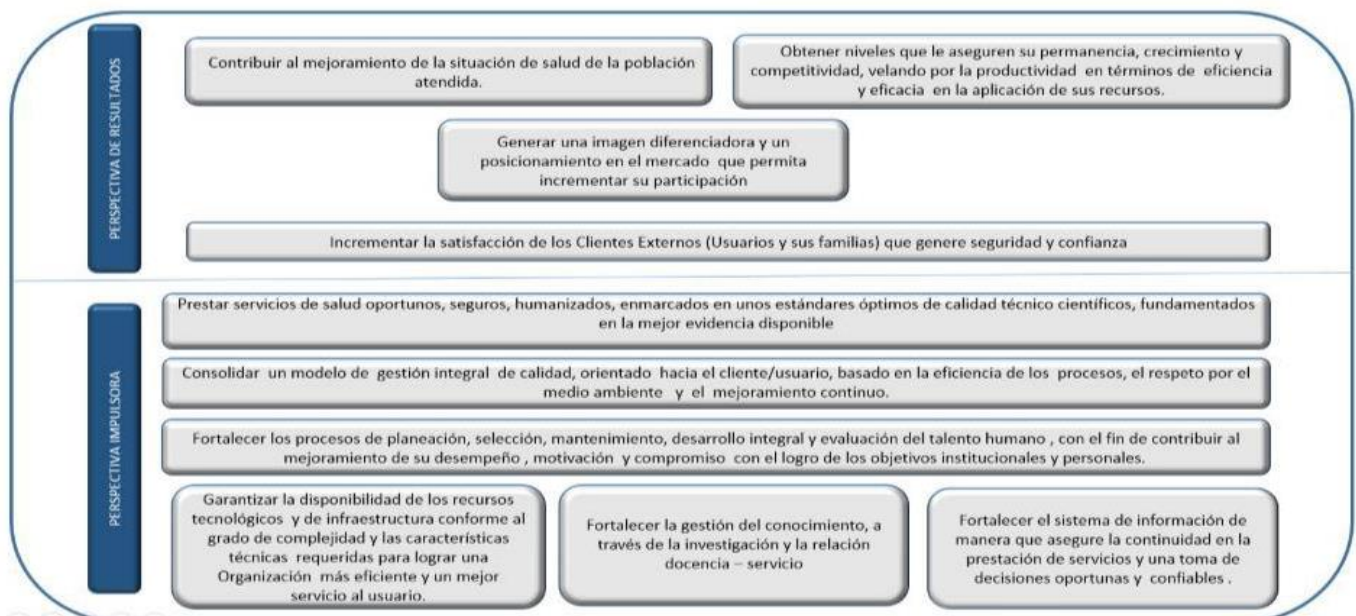 PERSPECTIVA DE RESULTADOS
Contribuir al mejoramiento de la situación de salud de la población
atendida.
Obtener niveles que le aseguren su permanencia, crecimiento y
competitividad, velando por la productividad en términos de eficiencia
y eficacia en la aplicación de sus recursos.
Generar una imagen diferenciadora y un
posicionamiento en el mercado que permita
incrementar su participación
Incrementar la satisfacción de los Clientes Externos (Usuarios y sus familias) que genere seguridad y confianza
PERSPECTIVA IMPULSORA
Prestar servicios de salud oportunos, seguros, humanizados, enmarcados en unos estándares óptimos de calidad técnico científicos, fundamentados
en la mejor evidencia disponible
Consolidar un modelo de gestión integral de calidad, orientado hacia el cliente/usuario, basado en la eficiencia de los procesos, el respeto por el
medio ambiente y el mejoramiento continuo.
Fortalecer los procesos de planeación, selección, mantenimiento, desarrollo integral y evaluación del talento humano , con el fin de contribuir al
mejoramiento de su desempeño , motivación y compromiso con el logro de los objetivos institucionales y personales.
Garantizar la disponibilidad de los recursos
tecnológicos y de infraestructura conforme al
grado de complejidad y las características
técnicas requeridas para lograr una
Organización más eficiente y un mejor
servicio al usuario.
Fortalecer la gestión del conocimiento, a
través de la investigación y la relación
docencia – servicio
Fortalecer el sistema de información de
manera que asegure la continuidad en la
prestación de servicios y una toma de
decisiones oportunas y confiables .